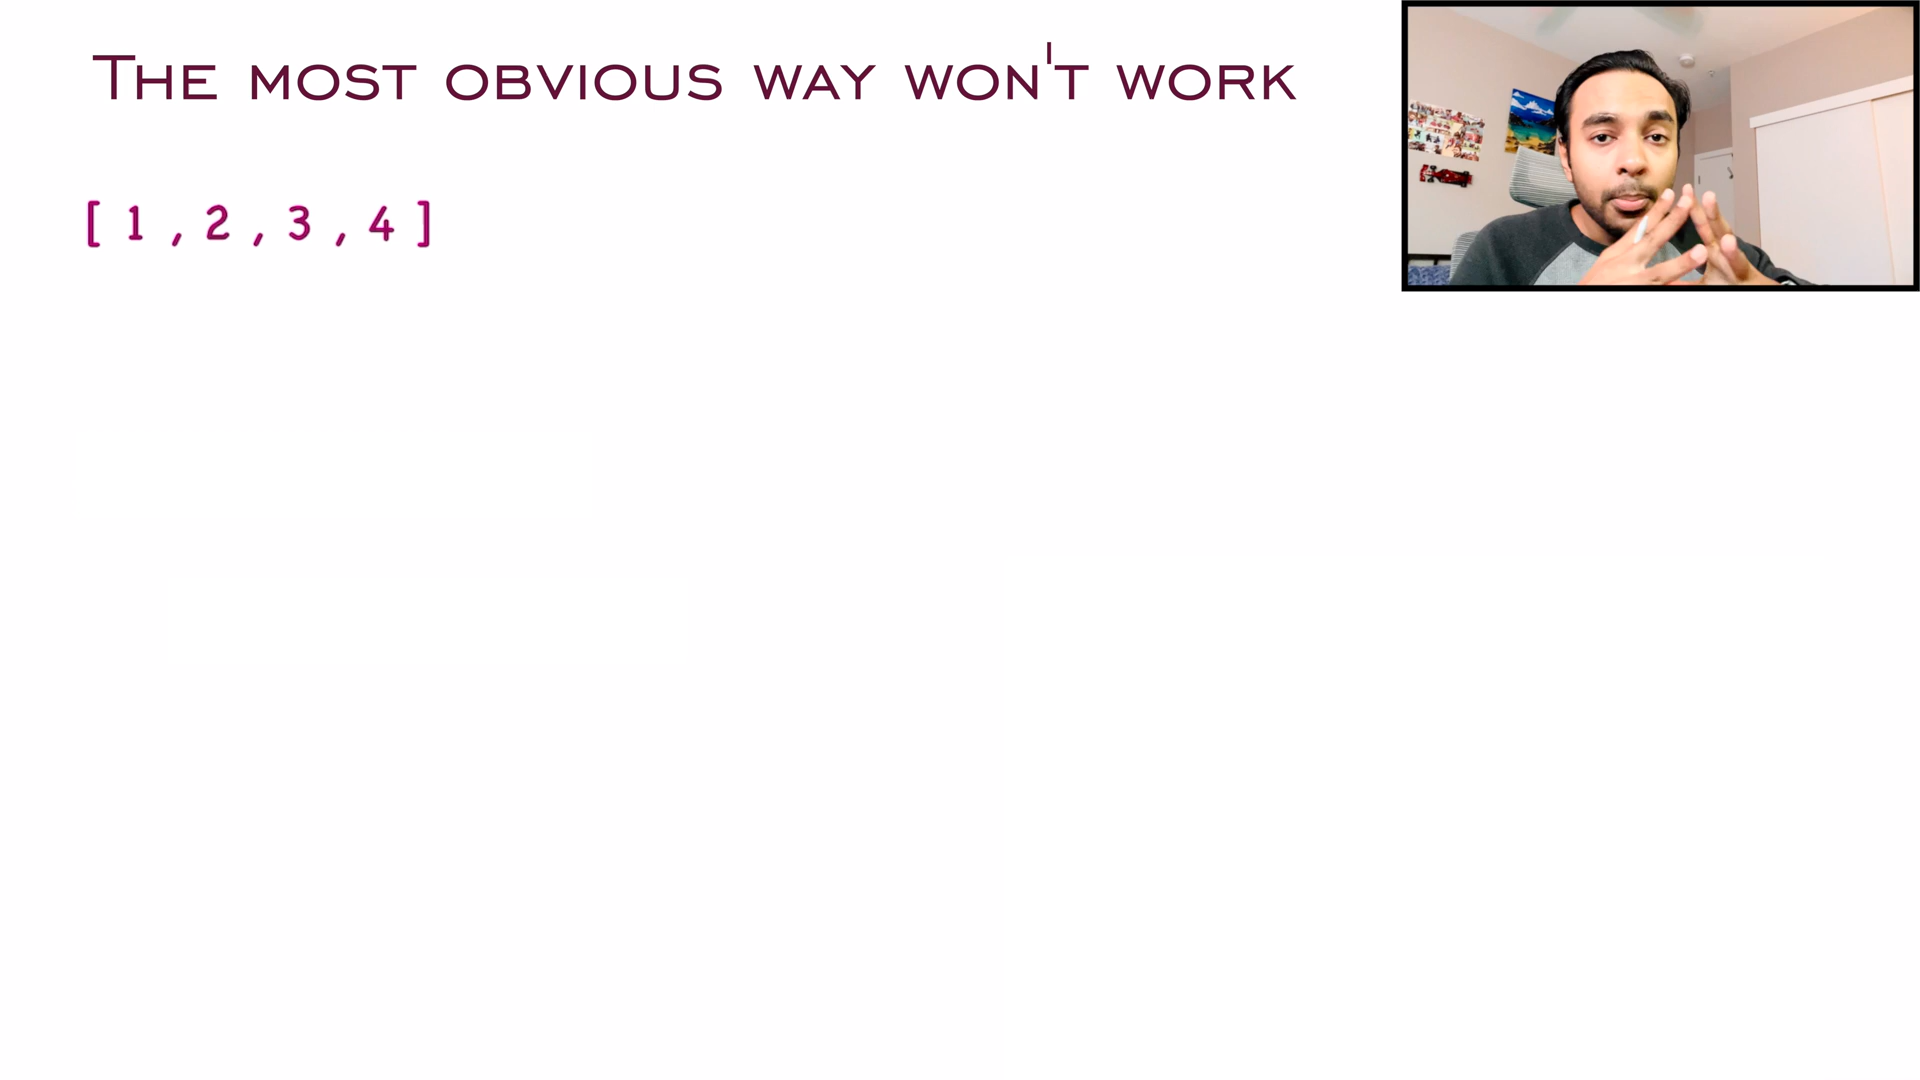 The most obvious way won't work
[ 1 , 2 , 3 , 4 ]